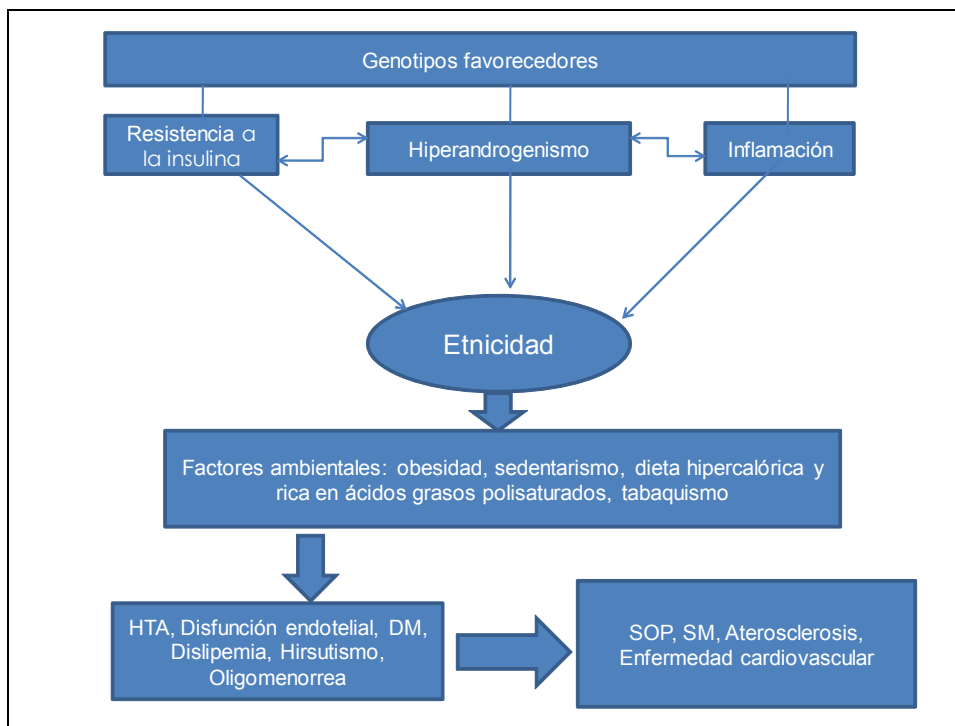 Genotipos favorecedores
Resistencia a
la insulina
Hiperandrogenismo
Inflamación
Etnicidad
Factores ambientales: obesidad, sedentarismo, dieta hipercalórica y
rica en ácidos grasos polisaturados, tabaquismo
HTA, Disfunción endotelial, DM,
Dislipemia, Hirsutismo,
Oligomenorrea
SOP, SM, Aterosclerosis,
Enfermedad cardiovascular